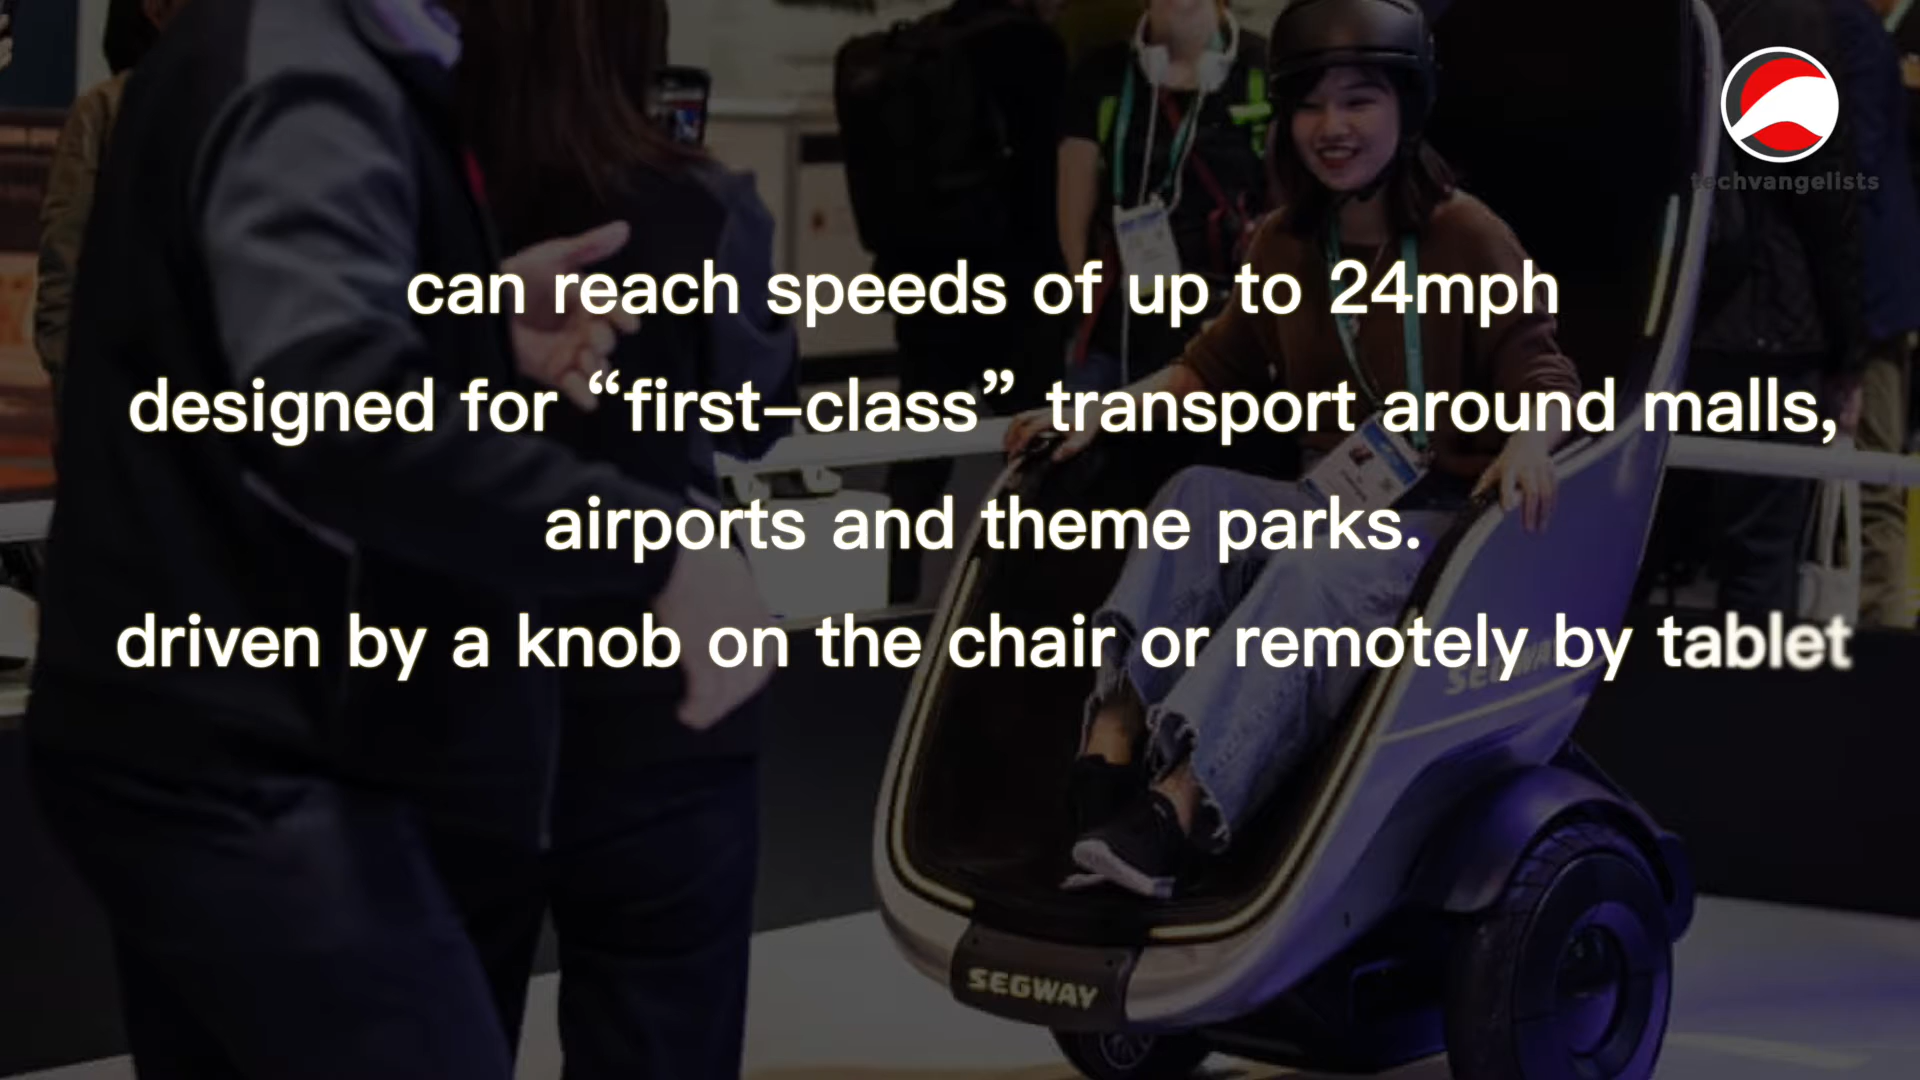 techvangelists
can reach speeds of up to 24mph
designed for “first–class” transport around malls,
airports and theme parks.
driven by a knob on the chair or remotely by tablet
SEGWAY
SEGWAY